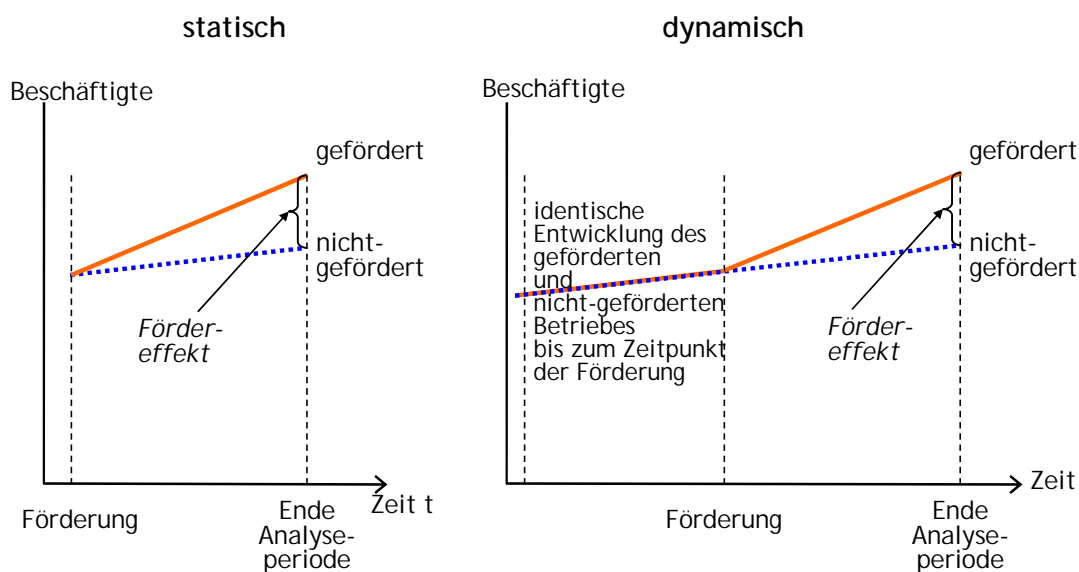 statisch
Beschäftigte
gefördert
nicht-
gefördert
Förder-
effekt
Zeit t
Förderung
Ende
Analyse-
periode
dynamisch
Beschäftigte
gefördert
identische
Entwicklung des
geförderten
und
nicht-geförderten
Betriebes
bis zum Zeitpunkt
der Förderung
nicht-
gefördert
Förder-
effekt
Zeit
Förderung
Ende
Analyse-
periode